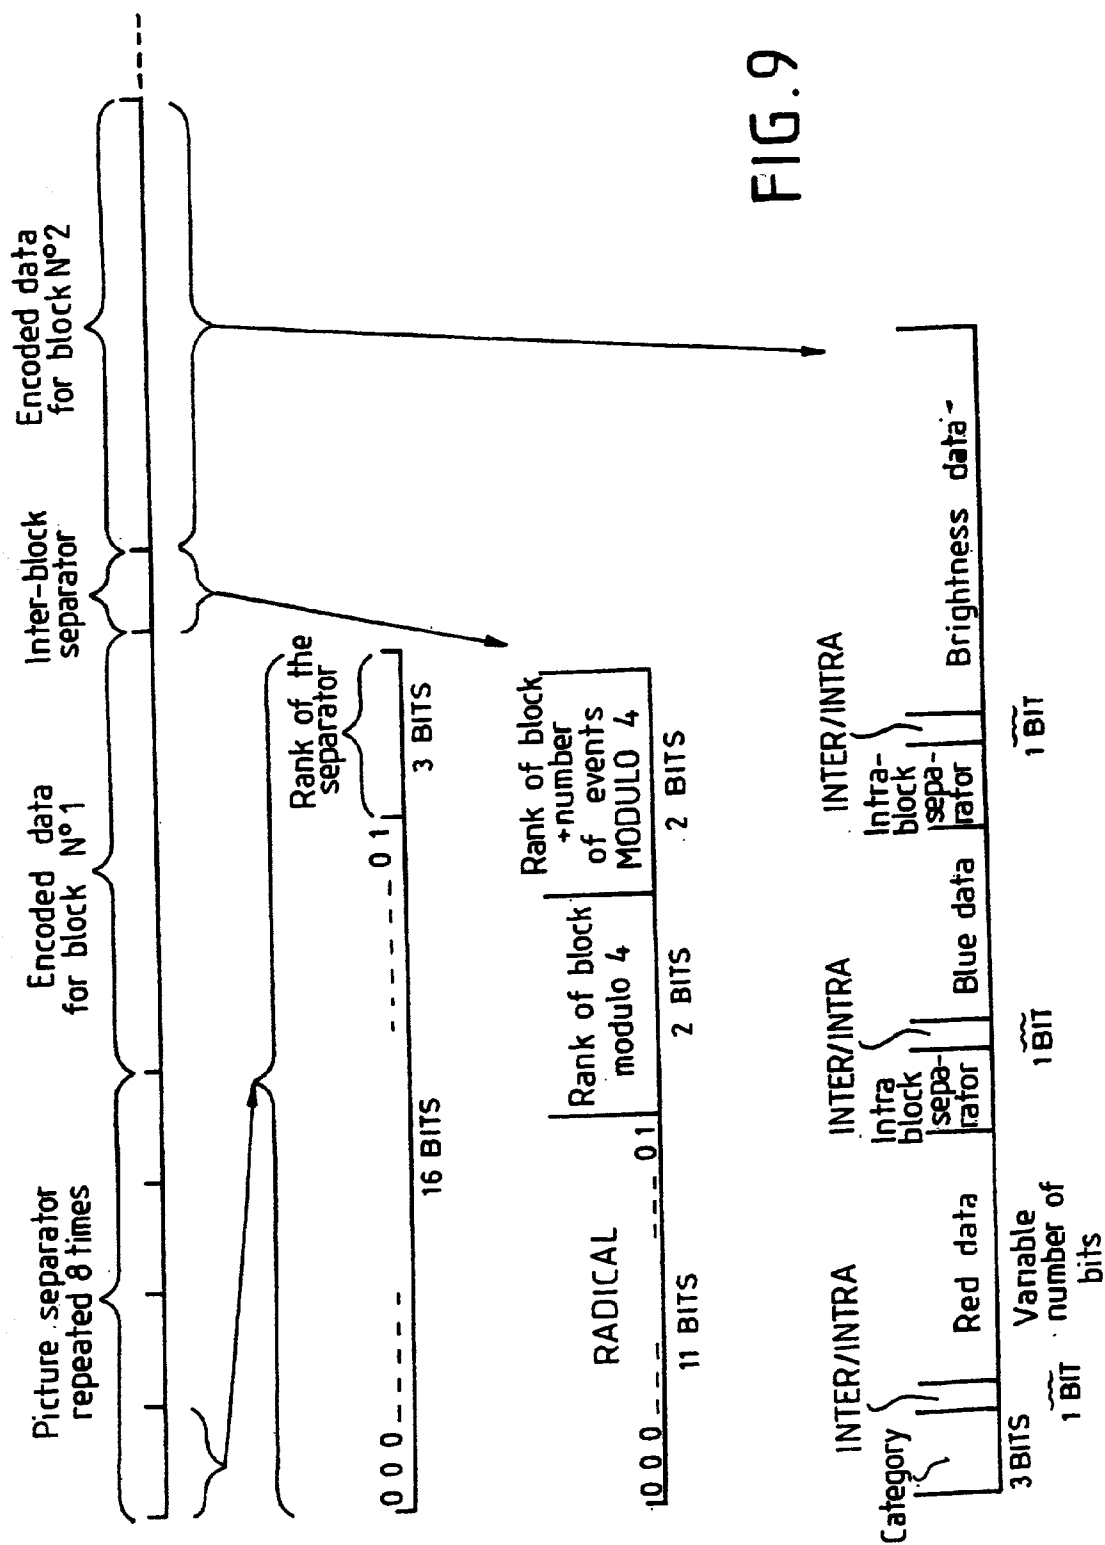 Picture separator
repeated 8 times
Encoded data
for block N°1
Inter-block
separator
Encoded data
for block N°2
Rank of the
separator
0 0 0 ----- ----- 0 1
16 BITS
3 BITS
RADICAL
0 0 0 --- ---- 0 1
11 BITS
Rank of block
modulo 4
2 BITS
Rank of block
+number
of events
MODULO 4
2 BITS
Category
3 BITS
INTER/INTRA
1 BIT
Red data
Variable
number of
bits
Intra
block
sepa-
rator
INTER/INTRA
1 BIT
Blue data
Intra-
block
sepa-
rator
INTER/INTRA
1 BIT
Brightness data
FIG.9